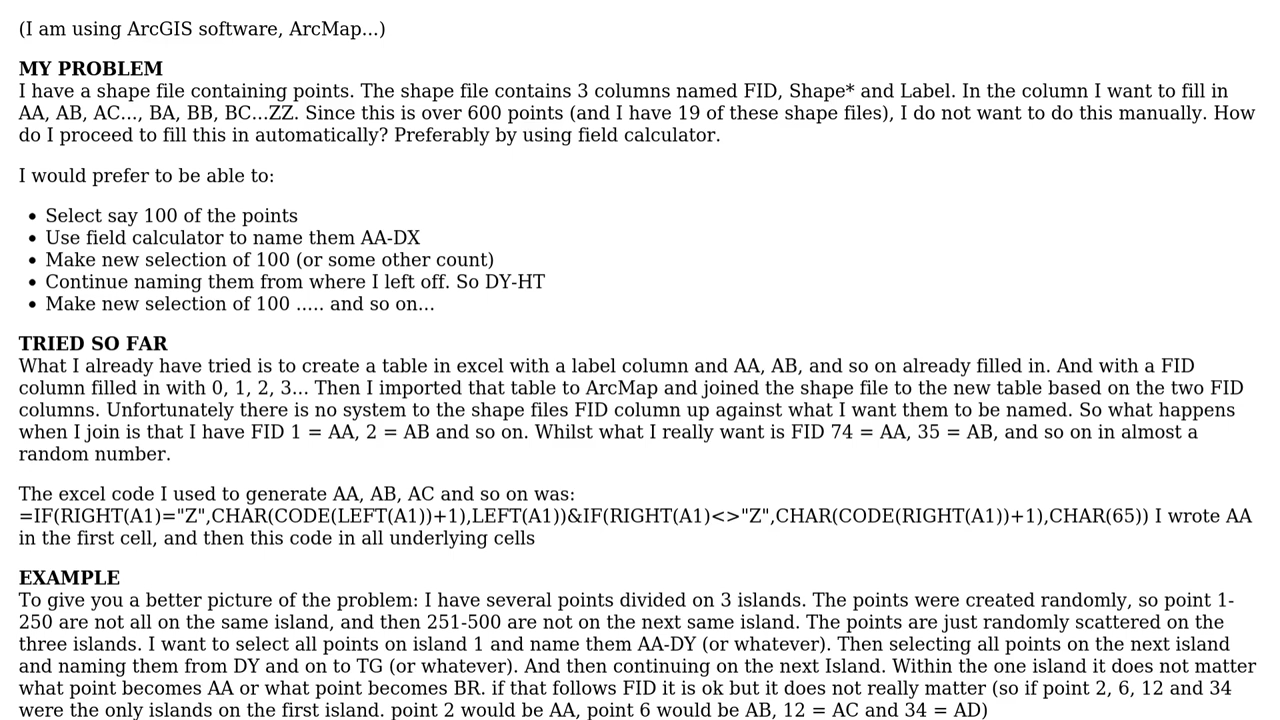 (I am using ArcGIS software, ArcMap...)
MY PROBLEM
I have a shape file containing points. The shape file contains 3 columns named FID, Shape* and Label. In the column I want to fill in
AA, AB, AC..., BA, BB, BC...ZZ. Since this is over 600 points (and I have 19 of these shape files), I do not want to do this manually. How
do I proceed to fill this in automatically? Preferably by using field calculator.
I would prefer to be able to:
• Select say 100 of the points
• Use field calculator to name them AA-DX
• Make new selection of 100 (or some other count)
• Continue naming them from where I left off. So DY-HT
• Make new selection of 100 ..... and so on...
TRIED SO FAR
What I already have tried is to create a table in excel with a label column and AA, AB, and so on already filled in. And with a FID
column filled in with 0, 1, 2, 3... Then I imported that table to ArcMap and joined the shape file to the new table based on the two FID
columns. Unfortunately there is no system to the shape files FID column up against what I want them to be named. So what happens
when I join is that I have FID 1 = AA, 2 = AB and so on. Whilst what I really want is FID 74 = AA, 35 = AB, and so on in almost a
random number.
The excel code I used to generate AA, AB, AC and so on was:
=IF(RIGHT(A1)="Z",CHAR(CODE(LEFT(A1))+1),LEFT(A1))&IF(RIGHT(A1)<>"Z",CHAR(CODE(RIGHT(A1))+1),CHAR(65)) I wrote AA
in the first cell, and then this code in all underlying cells
EXAMPLE
To give you a better picture of the problem: I have several points divided on 3 islands. The points were created randomly, so point 1-
250 are not all on the same island, and then 251-500 are not on the next same island. The points are just randomly scattered on the
three islands. I want to select all points on island 1 and name them AA-DY (or whatever). Then selecting all points on the next island
and naming them from DY and on to TG (or whatever). And then continuing on the next Island. Within the one island it does not matter
what point becomes AA or what point becomes BR. if that follows FID it is ok but it does not really matter (so if point 2, 6, 12 and 34
were the only islands on the first island. point 2 would be AA, point 6 would be AB, 12 = AC and 34 = AD)